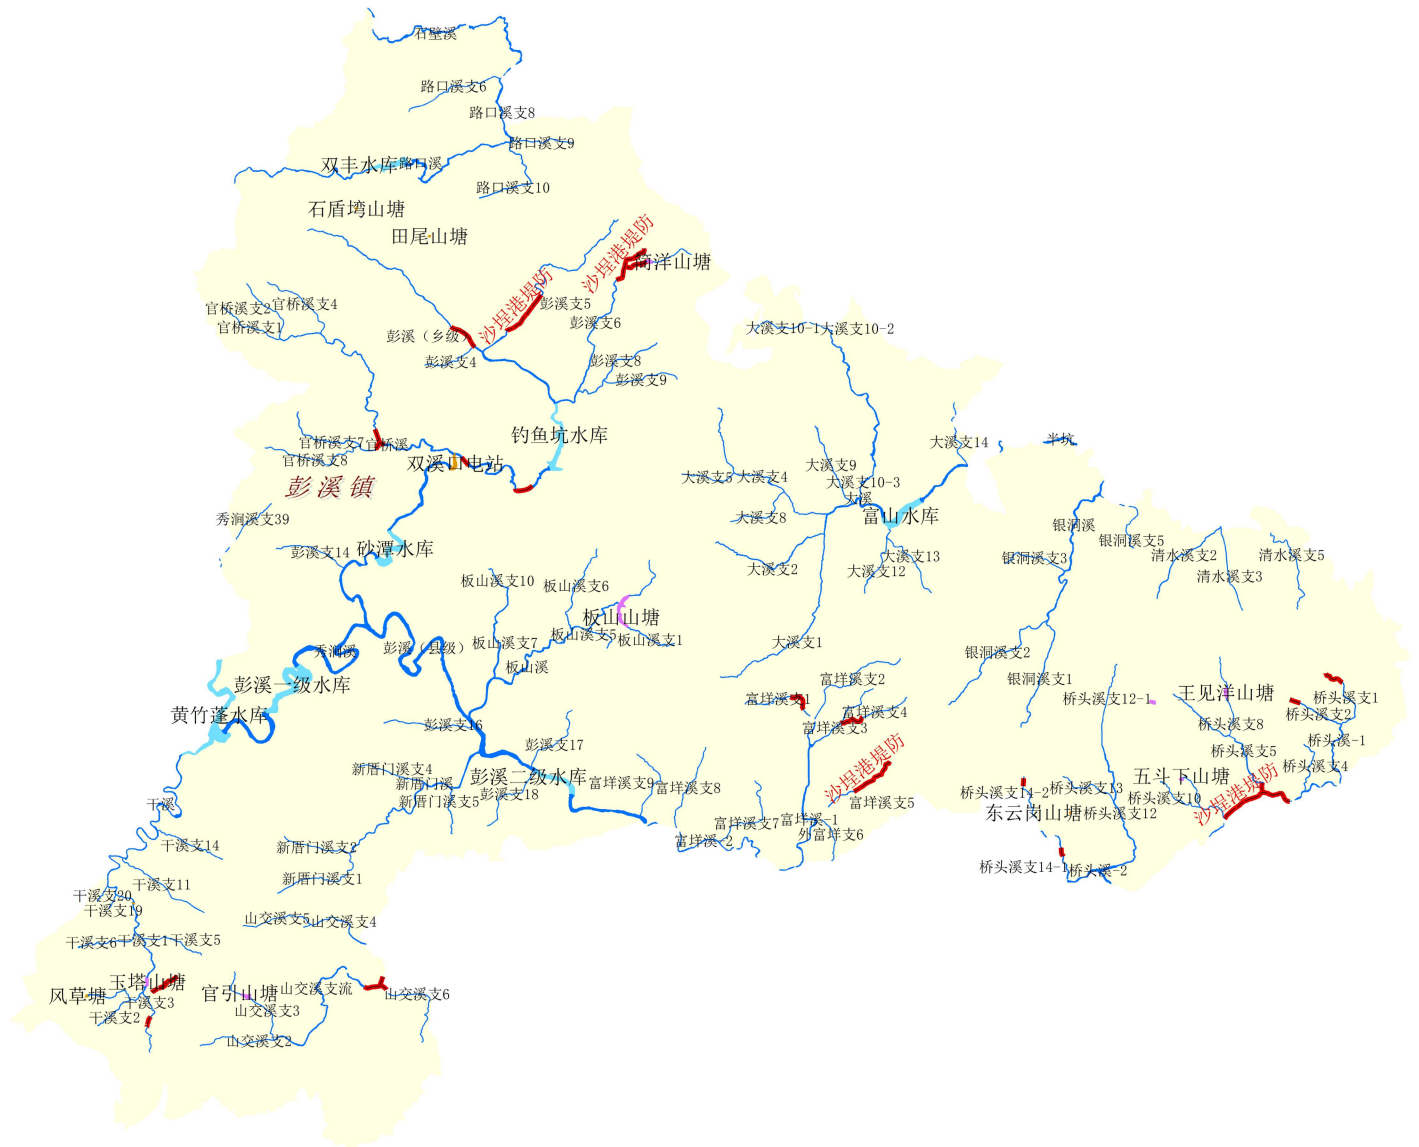 石壁溪
路口溪支6
路口溪支8
路口溪支9
双丰水库
路口溪
路口溪支10
石盾塆山塘
田尾山塘
沙埕港堤防
洋山塘
沙埕港堤防
官桥溪支2
官桥溪支4
官桥溪支1
彭溪支5
彭溪支6
彭溪（乡级）
彭溪支4
彭溪支8
彭溪支9
大溪支10-1
大溪支10-2
钓鱼坑水库
官桥溪支7
官桥溪
官桥溪支8
双溪口电站
彭溪镇
大溪支14
半坑
大溪支9
大溪支5
大溪支4
大溪支10-3
大溪
富山水库
大溪支8
秀涧溪支39
彭溪支14
砂潭水库
银洞溪
银洞溪支5
银洞溪支3
清水溪支2
清水溪支5
清水溪支3
大溪支13
大溪支12
大溪支2
板山溪支10
板山溪支6
板山山塘
板山溪支5
板山溪支1
板山溪支7
板山溪
大溪支1
秀涧溪
彭溪（县级）
银洞溪支2
银洞溪支1
彭溪一级水库
黄竹蓬水库
富垟溪支2
富垟溪支1
富垟溪支4
富垟溪支3
桥头溪支12-1
王见洋山塘
桥头溪支1
桥头溪支2
桥头溪支8
桥头溪-1
桥头溪支5
桥头溪支4
彭溪支16
彭溪支17
新厝门溪支4
新厝门溪
彭溪二级水库
彭溪支18
新厝门溪支5
富垟溪支9
富垟溪支8
沙埕港堤防
富垟溪支5
五斗下山塘
沙埕港堤防
桥头溪支14-2
桥头溪支13
桥头溪支10
东云岗山塘
桥头溪支12
干溪
富垟溪支7
富垟溪-1
外富垟支6
富垟溪-2
干溪支14
新厝门溪支2
新厝门溪支1
桥头溪支14-1
桥头溪-2
干溪支11
干溪支20
干溪支19
山交溪支5
山交溪支4
干溪支6
干溪支1
干溪支5
玉塔山塘
风草塘
干溪支3
干溪支2
官引山塘
山交溪支流
山交溪支6
山交溪支3
山交溪支2